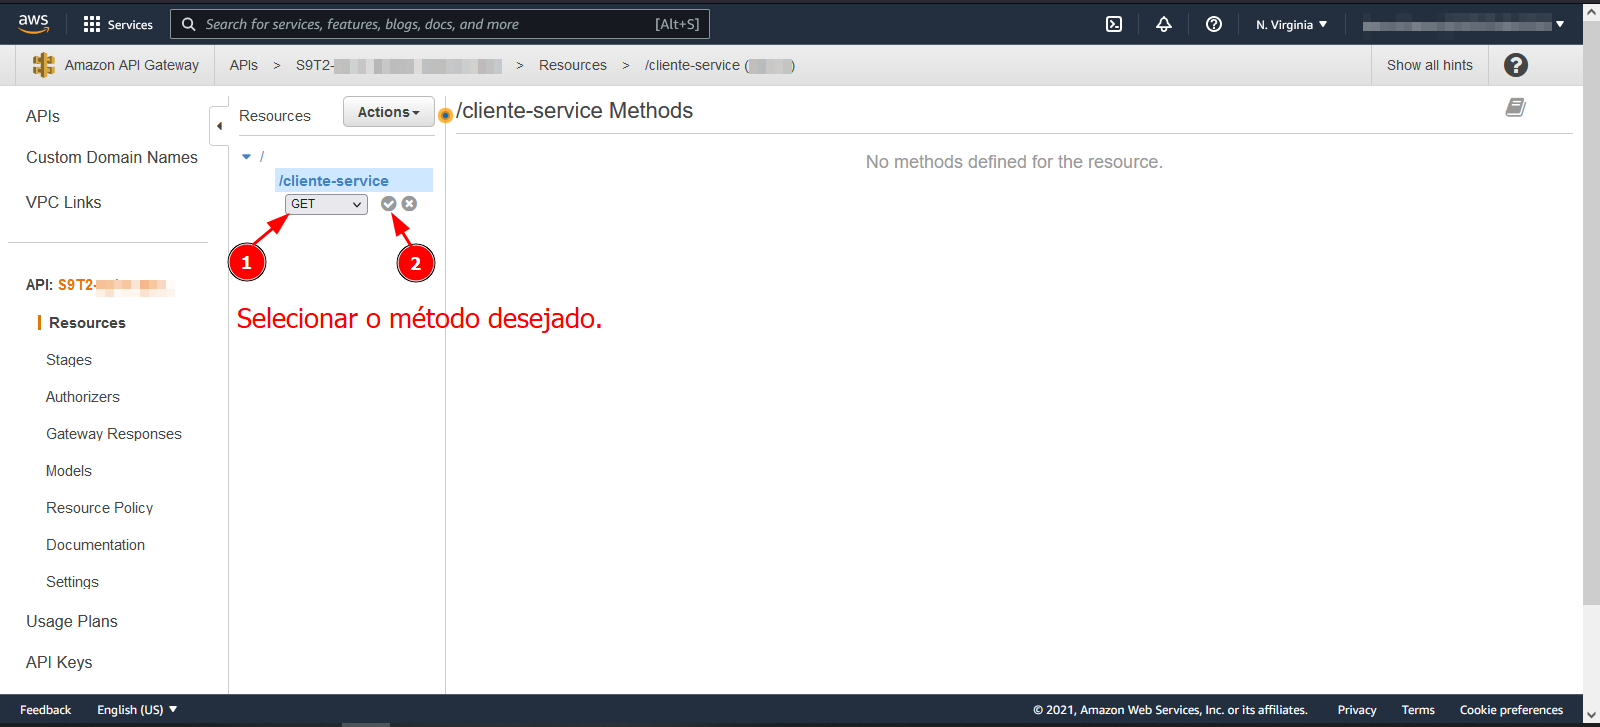 aws Services Search for services, features, blogs, docs, and more [Alt+S] N. Virginia
Amazon API Gateway APIs > S9T2- > Resources > /cliente-service ( ) Show all hints
APIs
Custom Domain Names
VPC Links
API: S9T2-
Resources
Stages
Authorizers
Gateway Responses
Models
Resource Policy
Documentation
Settings
Usage Plans
API Keys
Resources Actions
/
/cliente-service
GET
1 2
Selecionar o método desejado.
/cliente-service Methods
No methods defined for the resource.
Feedback English (US) © 2021, Amazon Web Services, Inc. or its affiliates. Privacy Terms Cookie preferences